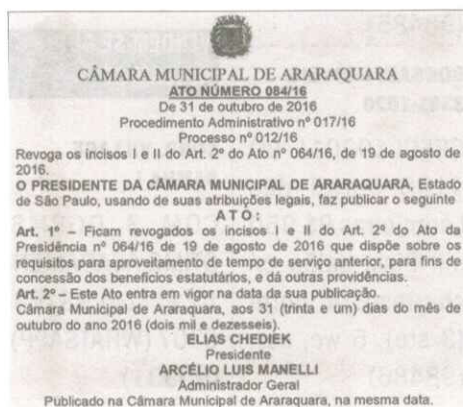 CÂMARA MUNICIPAL DE ARARAQUARA
ATO NÚMERO 084/16
De 31 de outubro de 2016
Procedimento Administrativo nº 017/16
Processo nº 012/16
Revoga os incisos I e II do Art. 2º do Ato nº 064/16, de 19 de agosto de
2016.
O PRESIDENTE DA CÂMARA MUNICIPAL DE ARARAQUARA, Estado
de São Paulo, usando de suas atribuições legais, faz publicar o seguinte
A T O :
Art. 1º – Ficam revogados os incisos I e II do Art. 2º do Ato da
Presidência nº 064/16 de 19 de agosto de 2016 que dispõe sobre os
requisitos para aproveitamento de tempo de serviço anterior, para fins de
concessão dos benefícios estatutários, e dá outras providências.
Art. 2º – Este Ato entra em vigor na data da sua publicação.
Câmara Municipal de Araraquara, aos 31 (trinta e um) dias do mês de
outubro do ano 2016 (dois mil e dezesseis).
ELIAS CHEDIEK
Presidente
ARCÉLIO LUIS MANELLI
Administrador Geral
Publicado na Câmara Municipal de Araraquara, na mesma data.